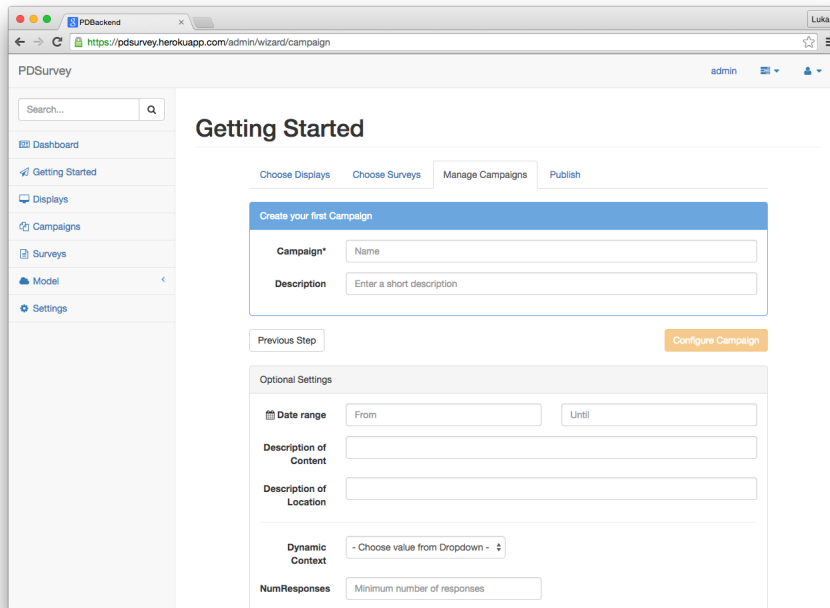 PDBackend
Luka
https://pdsurvey.herokuapp.com/admin/wizard/campaign
PDSurvey
admin
Search...
Dashboard
Getting Started
Displays
Campaigns
Surveys
Model
Settings
Getting Started
Choose Displays Choose Surveys Manage Campaigns Publish
Create your first Campaign
Campaign* Name
Description Enter a short description
Previous Step Configure Campaign
Optional Settings
Date range From Until
Description of
Content
Description of
Location
Dynamic
Context
- Choose value from Dropdown -
NumResponses Minimum number of responses